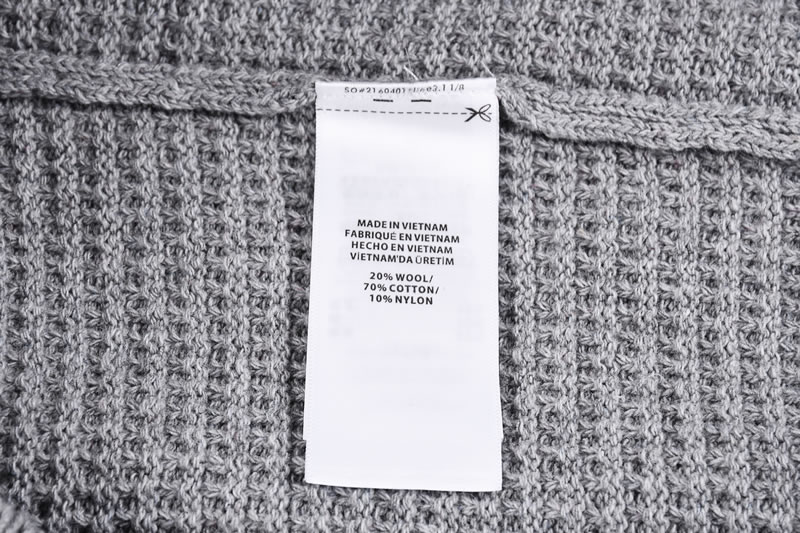 MADE IN VIETNAM
FABRIQUÉ EN VIETNAM
HECHO EN VIETNAM
VİETNAM'DA ÜRETİM
20% WOOL/
70% COTTON/
10% NYLON